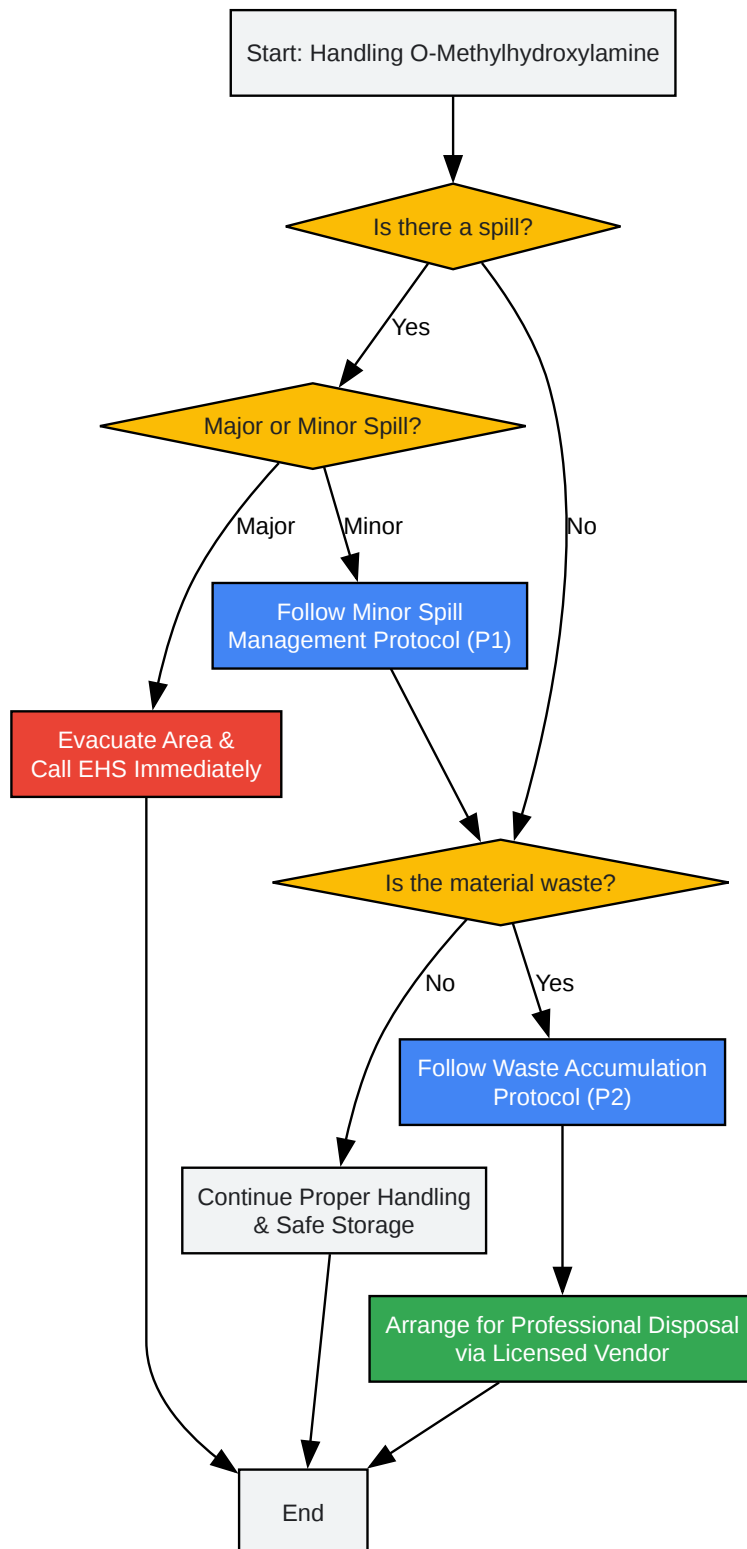 Start: Handling O-Methylhydroxylamine
Is there a spill?
Yes
Major or Minor Spill?
Major
Minor
No
Follow Minor Spill
Management Protocol (P1)
Evacuate Area &
Call EHS Immediately
Is the material waste?
No
Yes
Follow Waste Accumulation
Protocol (P2)
Continue Proper Handling
& Safe Storage
Arrange for Professional Disposal
via Licensed Vendor
End